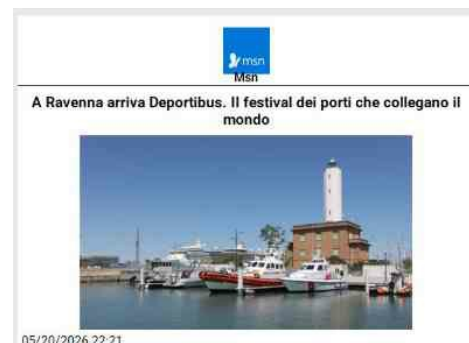 msn
Msn
A Ravenna arriva Deportibus. Il festival dei porti che collegano il
mondo
05/20/2026 22:21